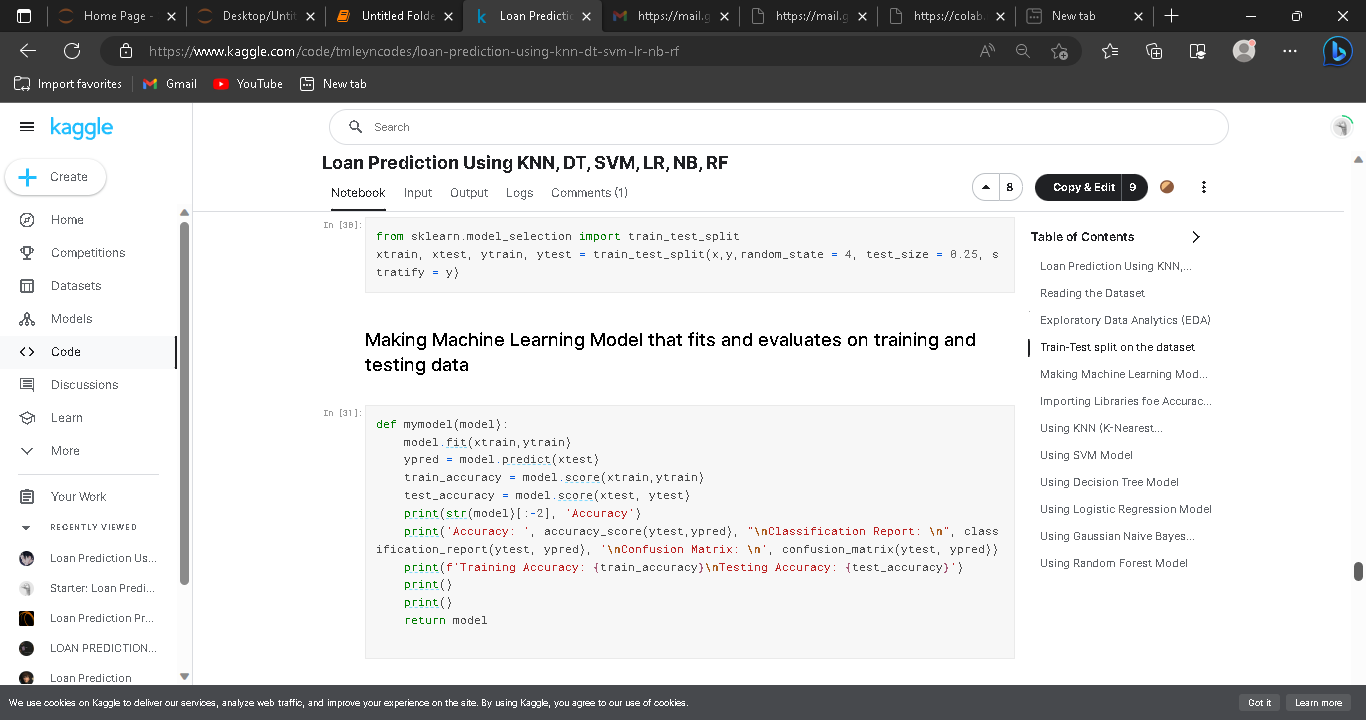 Home Page -
Desktop/Unti
Untitled Folde
Loan Predictio
https://mail.g
https://mail.g
https://colab.
New tab
https://www.kaggle.com/code/tmleyncodes/loan-prediction-using-knn-dt-svm-lr-nb-rf
Import favorites
Gmail
YouTube
New tab
kaggle
Search
Create
Home
Competitions
Datasets
Models
Code
Discussions
Learn
More
Your Work
RECENTLY VIEWED
Loan Prediction Us...
Starter: Loan Predi...
Loan Prediction Pr...
LOAN PREDICTION...
Loan Prediction
Loan Prediction Using KNN, DT, SVM, LR, NB, RF
Notebook Input Output Logs Comments (1)
8
Copy & Edit 9
In [30]:
from sklearn.model_selection import train_test_split
xtrain, xtest, ytrain, ytest = train_test_split(x,y,random_state = 4, test_size = 0.25, s
tratify = y)
Making Machine Learning Model that fits and evaluates on training and
testing data
In [31]:
def mymodel(model):
    model.fit(xtrain,ytrain)
    ypred = model.predict(xtest)
    train_accuracy = model.score(xtrain,ytrain)
    test_accuracy = model.score(xtest, ytest)
    print(str(model)[:-2], 'Accuracy')
    print('Accuracy: ', accuracy_score(ytest,ypred), "\nClassification Report: \n", class
ification_report(ytest, ypred), '\nConfusion Matrix: \n', confusion_matrix(ytest, ypred))
    print(f'Training Accuracy: {train_accuracy}\nTesting Accuracy: {test_accuracy}')
    print()
    print()
    return model
Table of Contents
Loan Prediction Using KNN,...
Reading the Dataset
Exploratory Data Analytics (EDA)
Train-Test split on the dataset
Making Machine Learning Mod...
Importing Libraries foe Accurac...
Using KNN (K-Nearest...
Using SVM Model
Using Decision Tree Model
Using Logistic Regression Model
Using Gaussian Naive Bayes...
Using Random Forest Model
We use cookies on Kaggle to deliver our services, analyze web traffic, and improve your experience on the site. By using Kaggle, you agree to our use of cookies.
Got it
Learn more